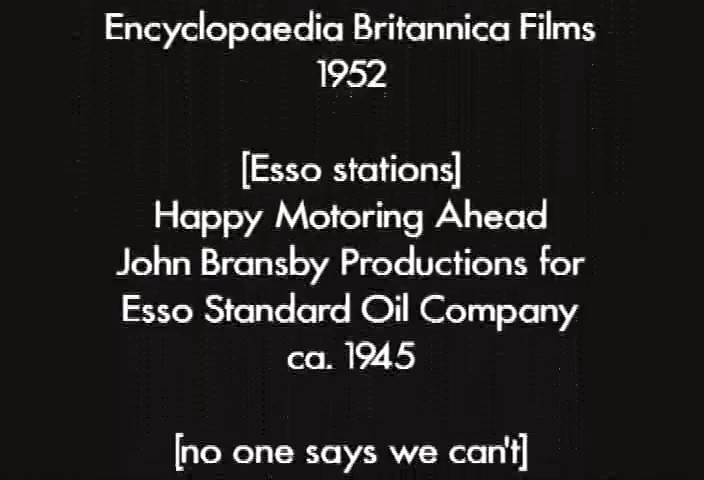 Encyclopaedia Britannica Films
1952
[Esso stations]
Happy Motoring Ahead
John Bransby Productions for
Esso Standard Oil Company
ca. 1945
[no one says we can't]